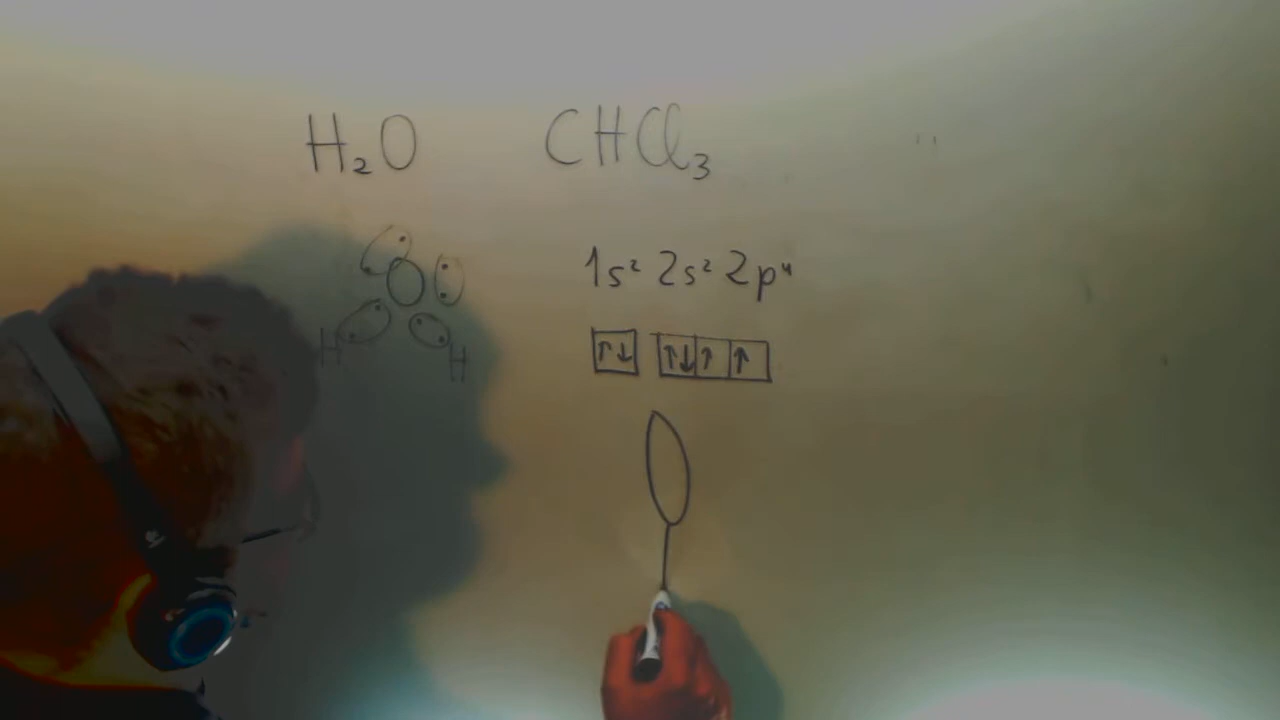 H₂O CHCl₃
1s² 2s² 2p⁴
O
H
H
↑↓ ↑↓ ↑ ↑